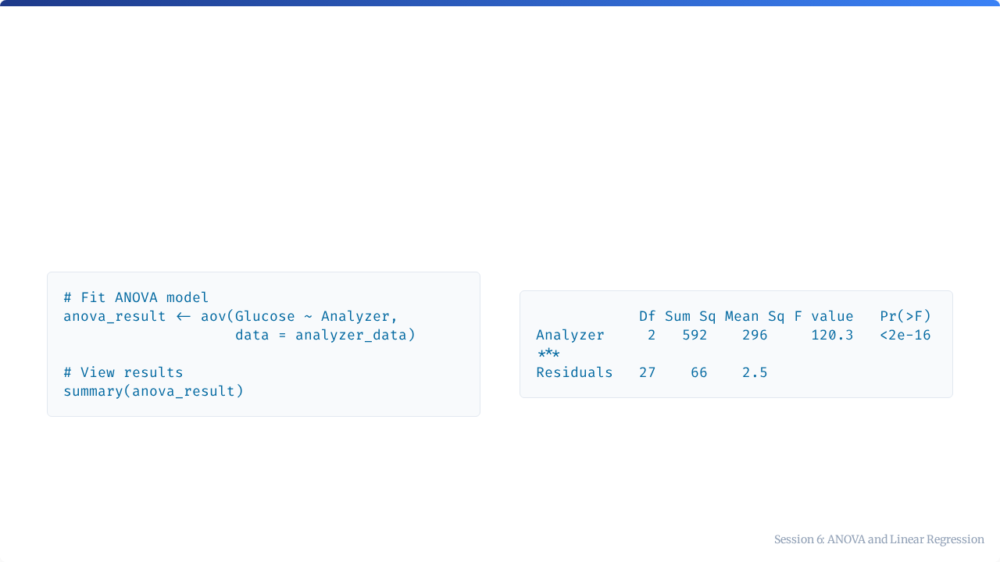 # Fit ANOVA model
anova_result <- aov(Glucose ~ Analyzer,
                    data = analyzer_data)
# View results
summary(anova_result)
            Df Sum Sq Mean Sq F value   Pr(>F)
Analyzer     2   592    296     120.3   <2e-16
***
Residuals   27    66    2.5
Session 6: ANOVA and Linear Regression